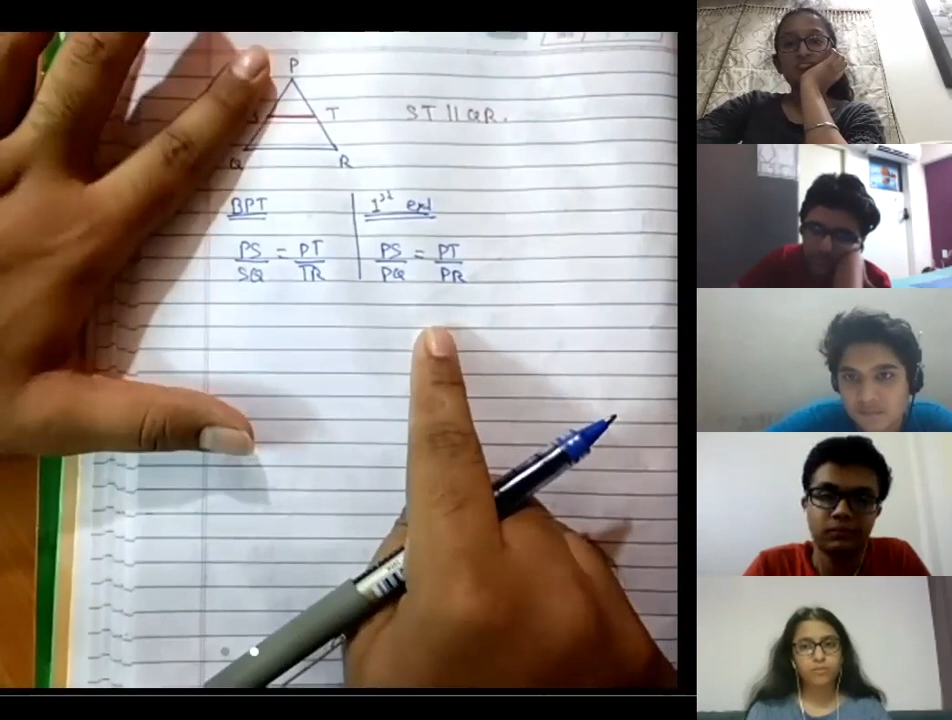 P
S T ST || QR.
Q R
BPT 1st ext
PS/SQ = PT/TR PS/PQ = PT/PR